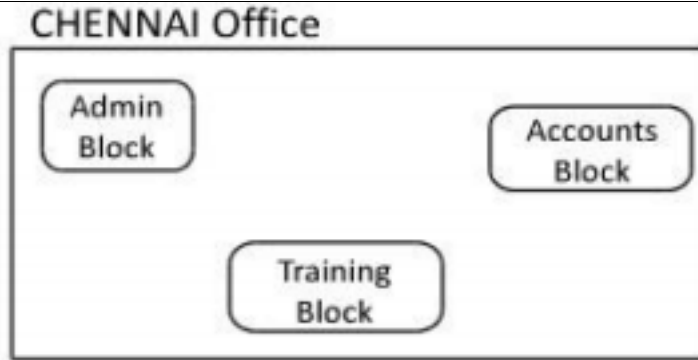 CHENNAI Office
Admin
Block
Accounts
Block
Training
Block